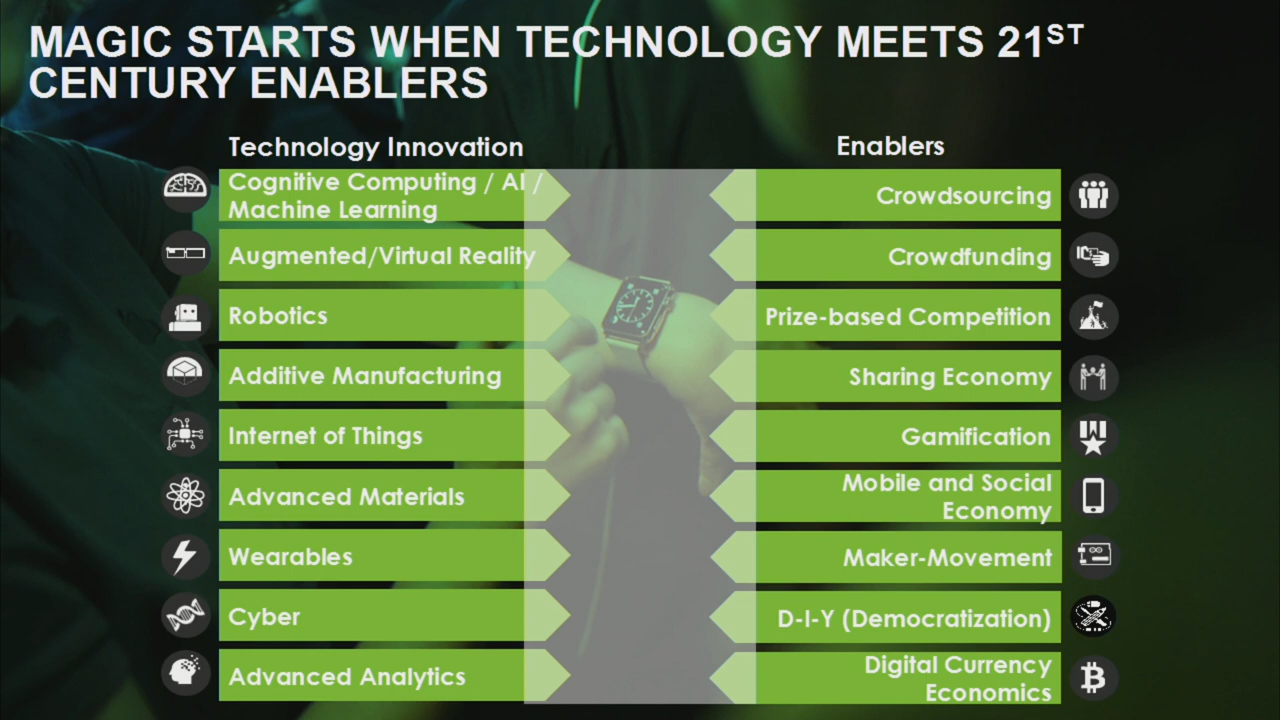 MAGIC STARTS WHEN TECHNOLOGY MEETS 21ST
CENTURY ENABLERS
Technology Innovation
Cognitive Computing / AI /
Machine Learning
Augmented/Virtual Reality
Robotics
Additive Manufacturing
Internet of Things
Advanced Materials
Wearables
Cyber
Advanced Analytics
Enablers
Crowdsourcing
Crowdfunding
Prize-based Competition
Sharing Economy
Gamification
Mobile and Social
Economy
Maker-Movement
D-I-Y (Democratization)
Digital Currency
Economics